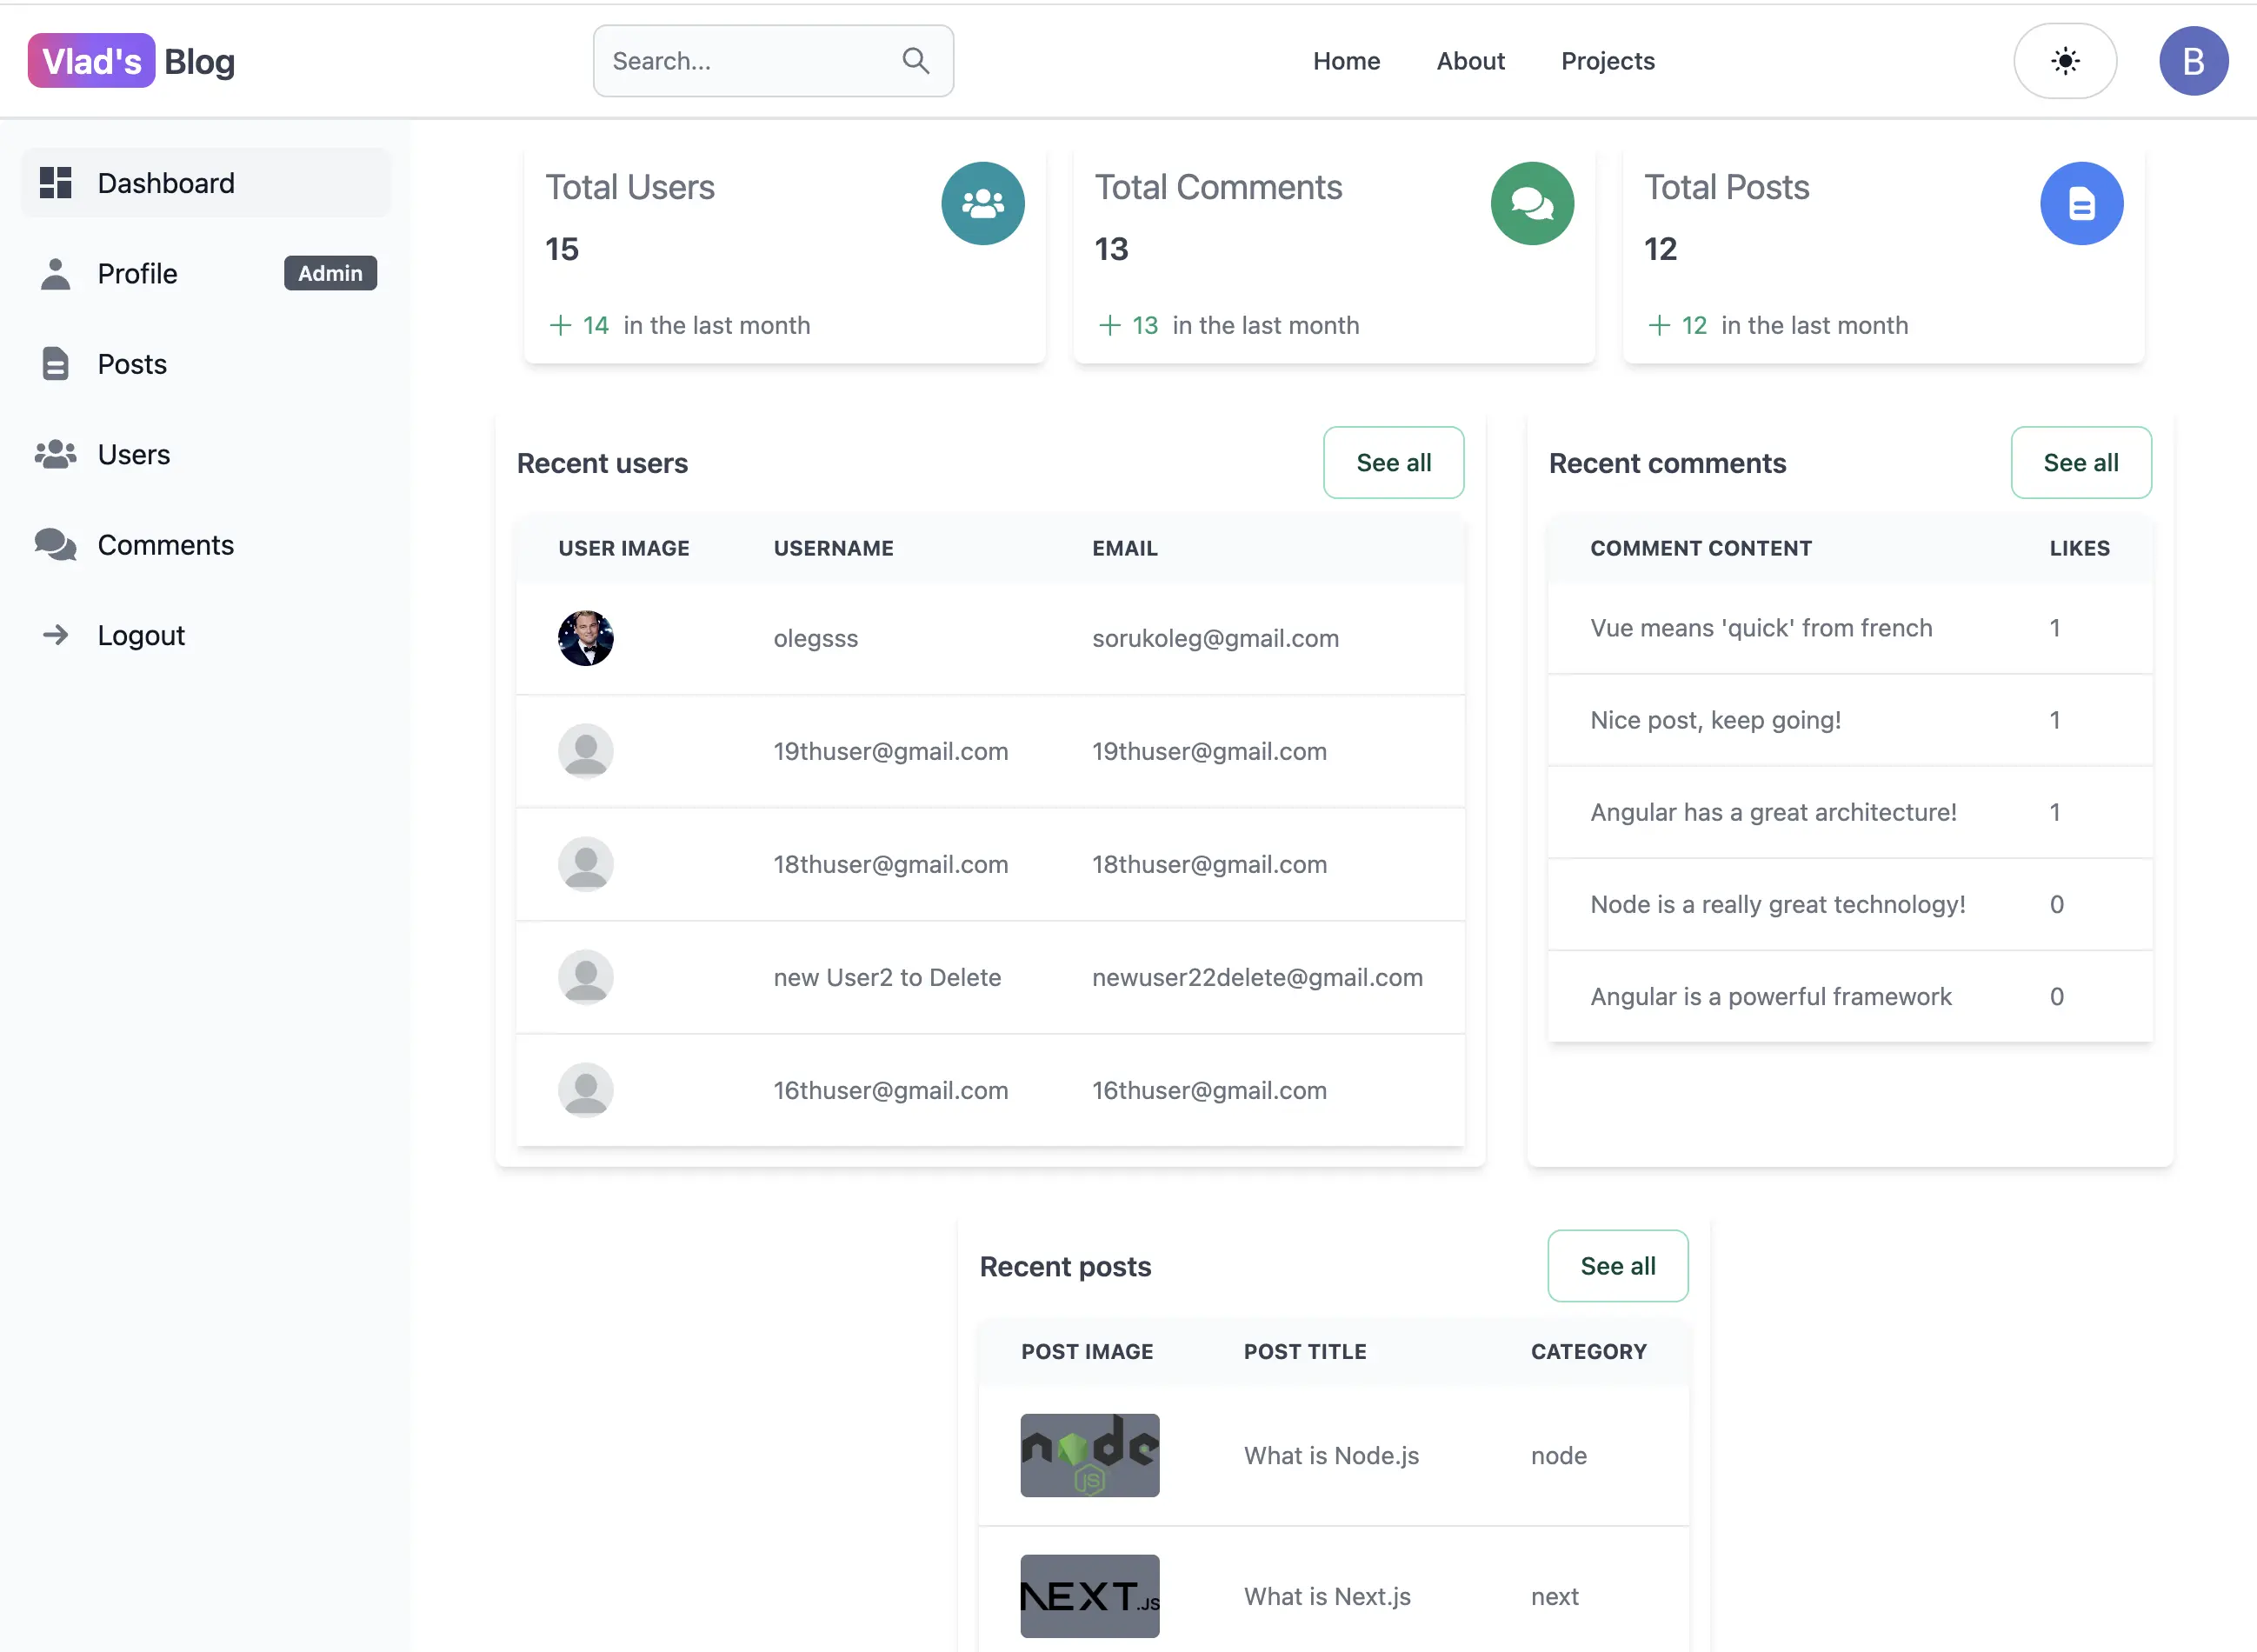 Vlad's Blog
Search...
Home
About
Projects
B
Dashboard
Profile
Admin
Posts
Users
Comments
Logout
Total Users
15
14 in the last month
Total Comments
13
13 in the last month
Total Posts
12
12 in the last month
Recent users
See all
USER IMAGE USERNAME EMAIL
olegsss sorukoleg@gmail.com
19thuser@gmail.com 19thuser@gmail.com
18thuser@gmail.com 18thuser@gmail.com
new User2 to Delete newuser22delete@gmail.com
16thuser@gmail.com 16thuser@gmail.com
Recent comments
See all
COMMENT CONTENT LIKES
Vue means 'quick' from french 1
Nice post, keep going! 1
Angular has a great architecture! 1
Node is a really great technology! 0
Angular is a powerful framework 0
Recent posts
See all
POST IMAGE POST TITLE CATEGORY
node
JS
What is Node.js node
NEXT.JS
What is Next.js next